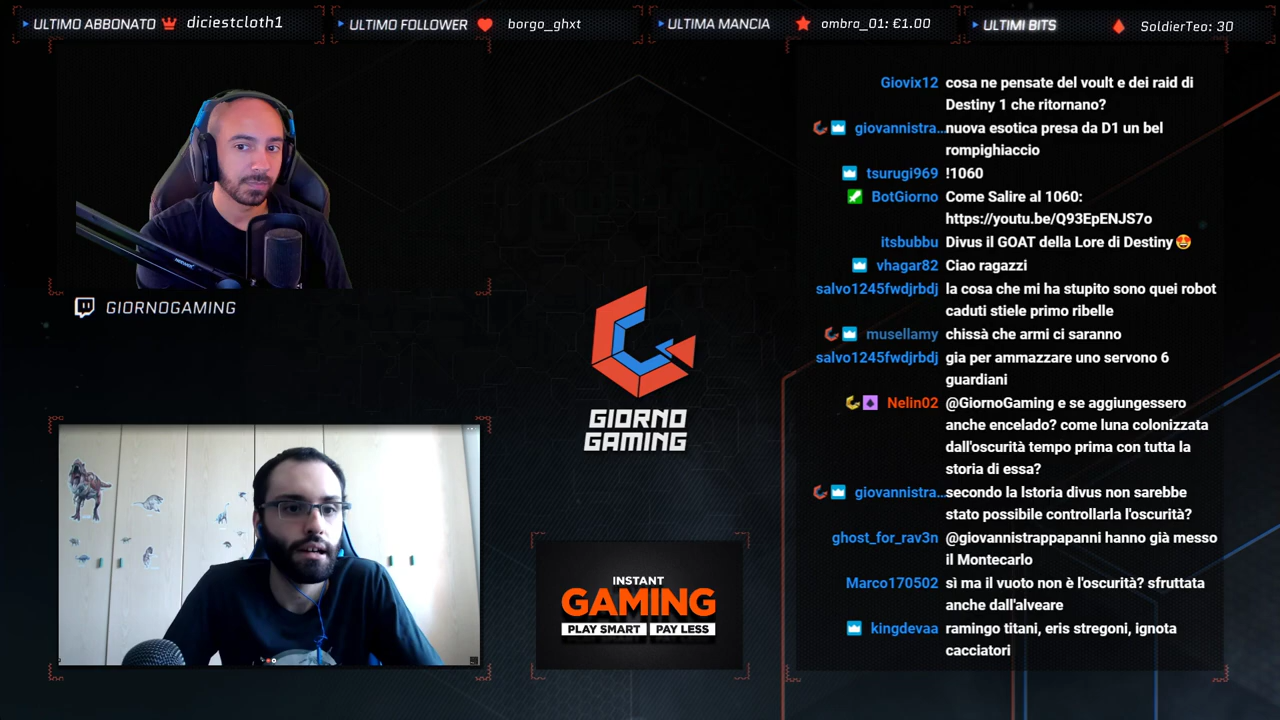 ULTIMO ABBONATO diciestcloth1
ULTIMO FOLLOWER borgo_ghxt
ULTIMA MANCIA ombra_01: €1.00
ULTIMI BITS SoldierTea: 30
GIORNOGAMING
GIORNO
GAMING
INSTANT
GAMING
PLAY SMART PAY LESS
Giovix12 cosa ne pensate del voult e dei raid di
Destiny 1 che ritornano?
giovannistra... nuova esotica presa da D1 un bel
rompighiaccio
tsurugi969 !1060
BotGiorno Come Salire al 1060:
https://youtu.be/Q93EpENJS7o
itsbubbu Divus il GOAT della Lore di Destiny
vhagar82 Ciao ragazzi
salvo1245fwdjrbdj la cosa che mi ha stupito sono quei robot
caduti stiele primo ribelle
musellamy chissà che armi ci saranno
salvo1245fwdjrbdj gia per ammazzare uno servono 6
guardiani
Nelin02 @GiornoGaming e se aggiungessero
anche encelado? come luna colonizzata
dall'oscurità tempo prima con tutta la
storia di essa?
giovannistra... secondo la Istoria divus non sarebbe
stato possibile controllarla l'oscurità?
ghost_for_rav3n @giovannistrappapanni hanno già messo
il Montecarlo
Marco170502 sì ma il vuoto non è l'oscurità? sfruttata
anche dall'alveare
kingdevaa ramingo titani, eris stregoni, ignota
cacciatori